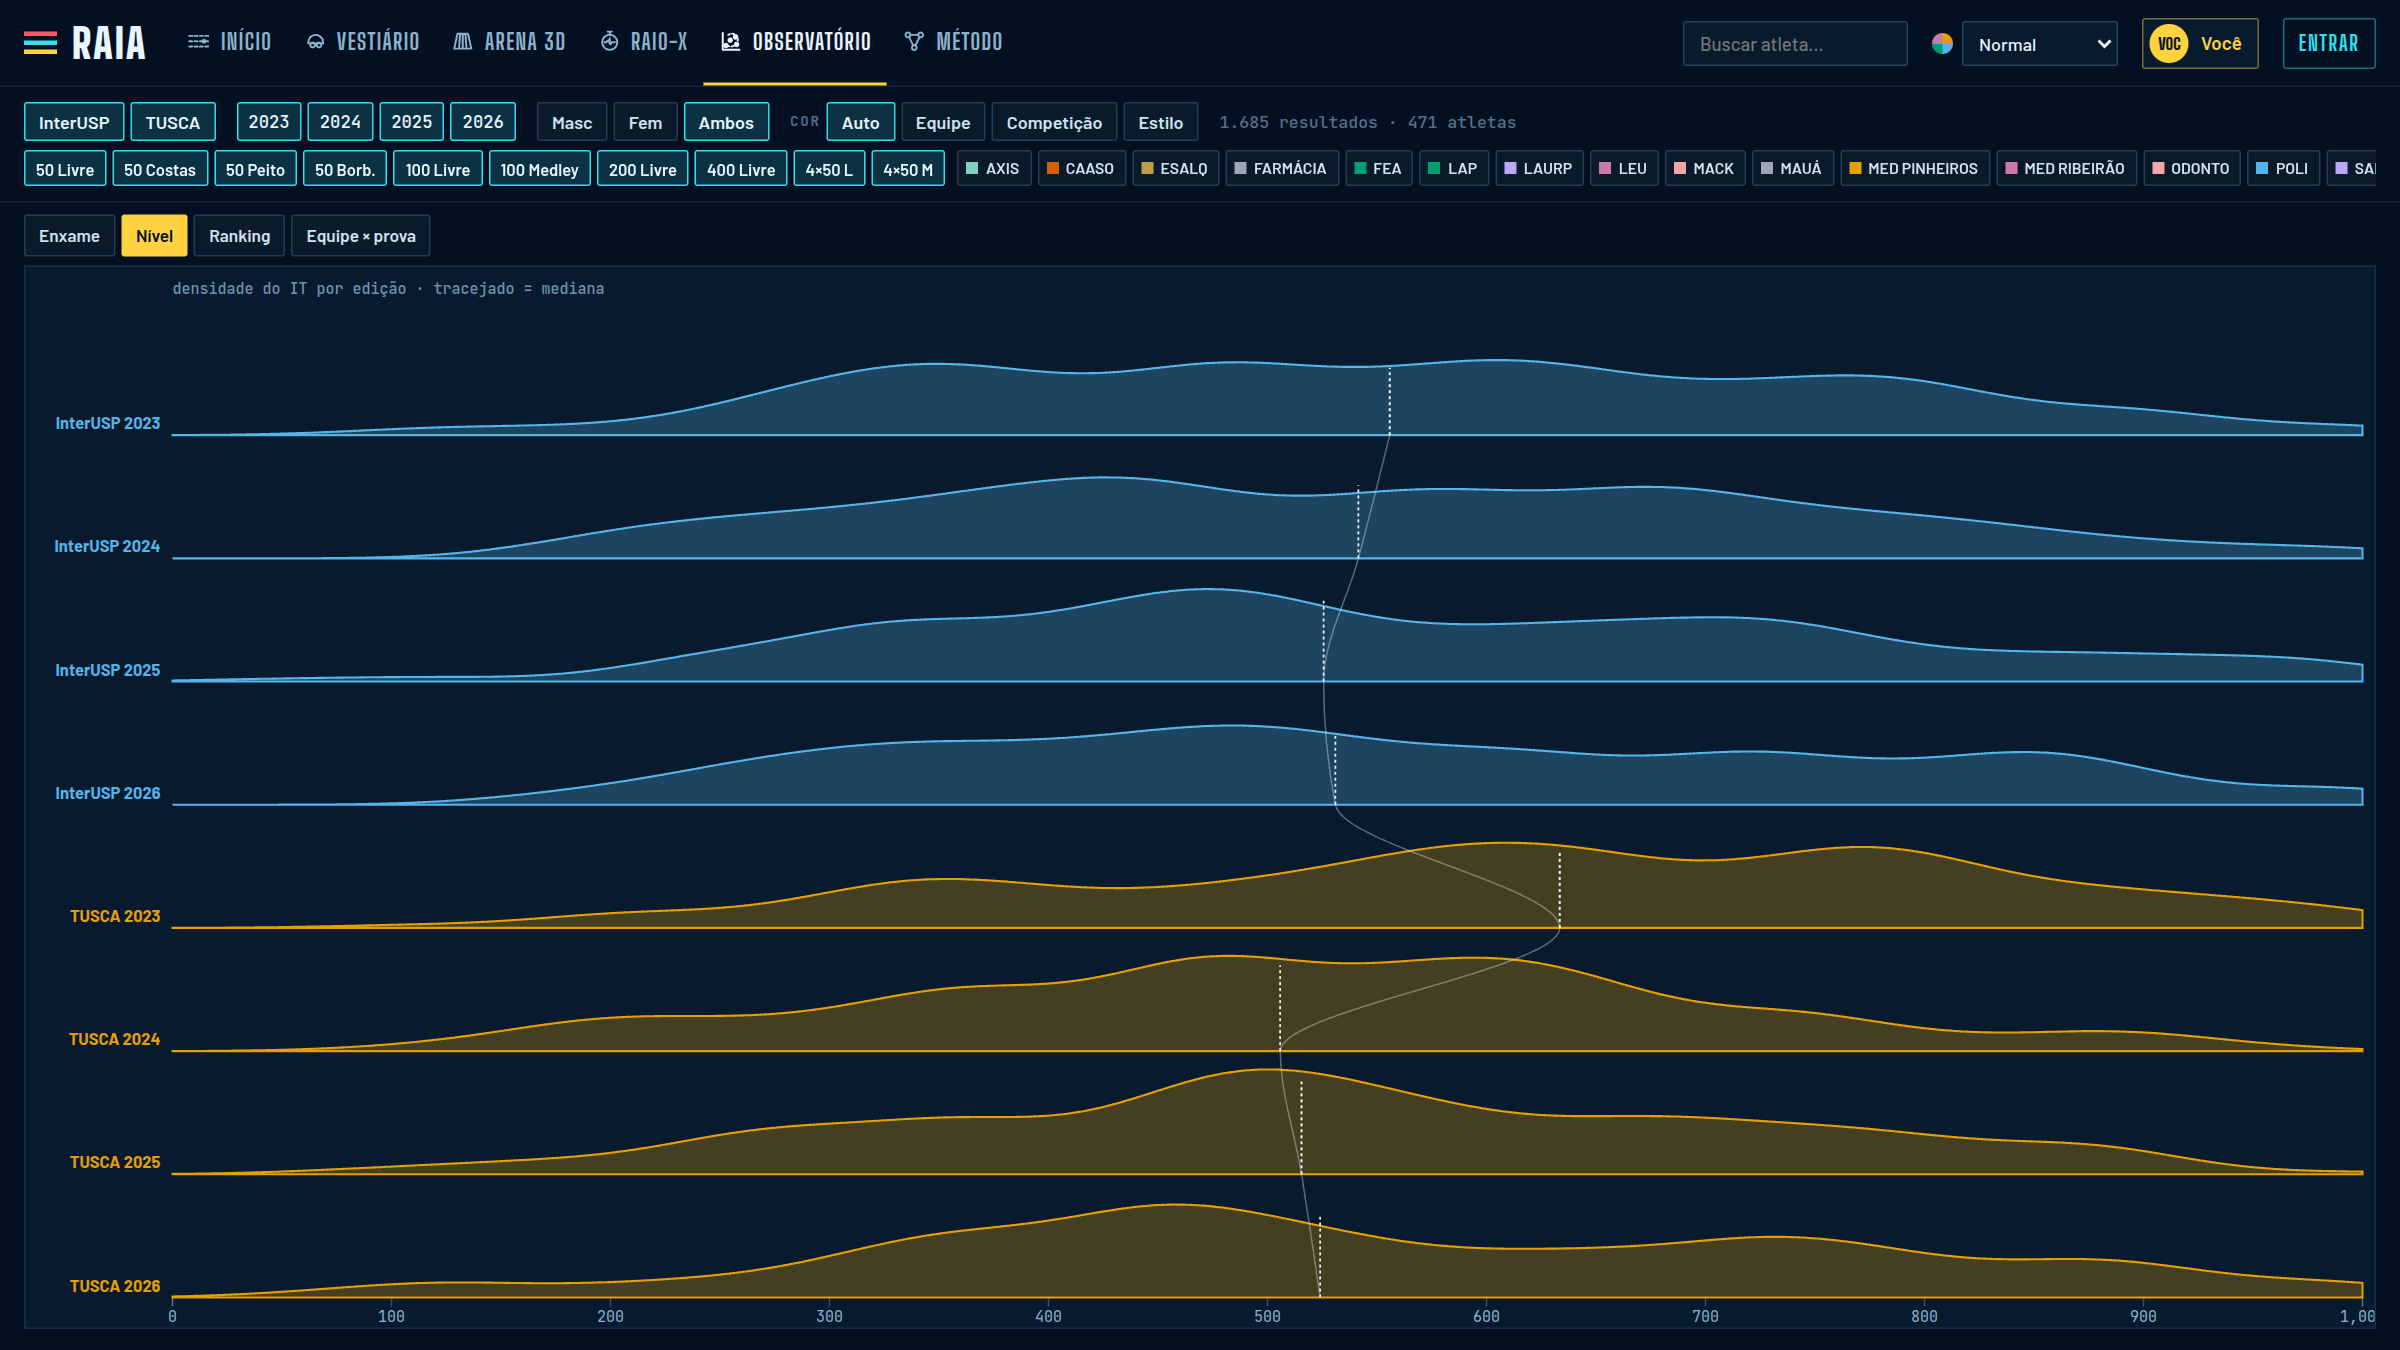 RAIA INÍCIO VESTIÁRIO ARENA 3D RAIO-X OBSERVATÓRIO MÉTODO Buscar atleta... Normal VOC Você ENTRAR
InterUSP TUSCA 2023 2024 2025 2026 Masc Fem Ambos COR Auto Equipe Competição Estilo 1.685 resultados · 471 atletas
50 Livre 50 Costas 50 Peito 50 Borb. 100 Livre 100 Medley 200 Livre 400 Livre 4×50 L 4×50 M AXIS CAASO ESALQ FARMÁCIA FEA LAP LAURP LEU MACK MAUÁ MED PINHEIROS MED RIBEIRÃO ODONTO POLI
Enxame Nível Ranking Equipe × prova
densidade do IT por edição · tracejado = mediana
InterUSP 2023
InterUSP 2024
InterUSP 2025
InterUSP 2026
TUSCA 2023
TUSCA 2024
TUSCA 2025
TUSCA 2026
0 100 200 300 400 500 600 700 800 900 1,00